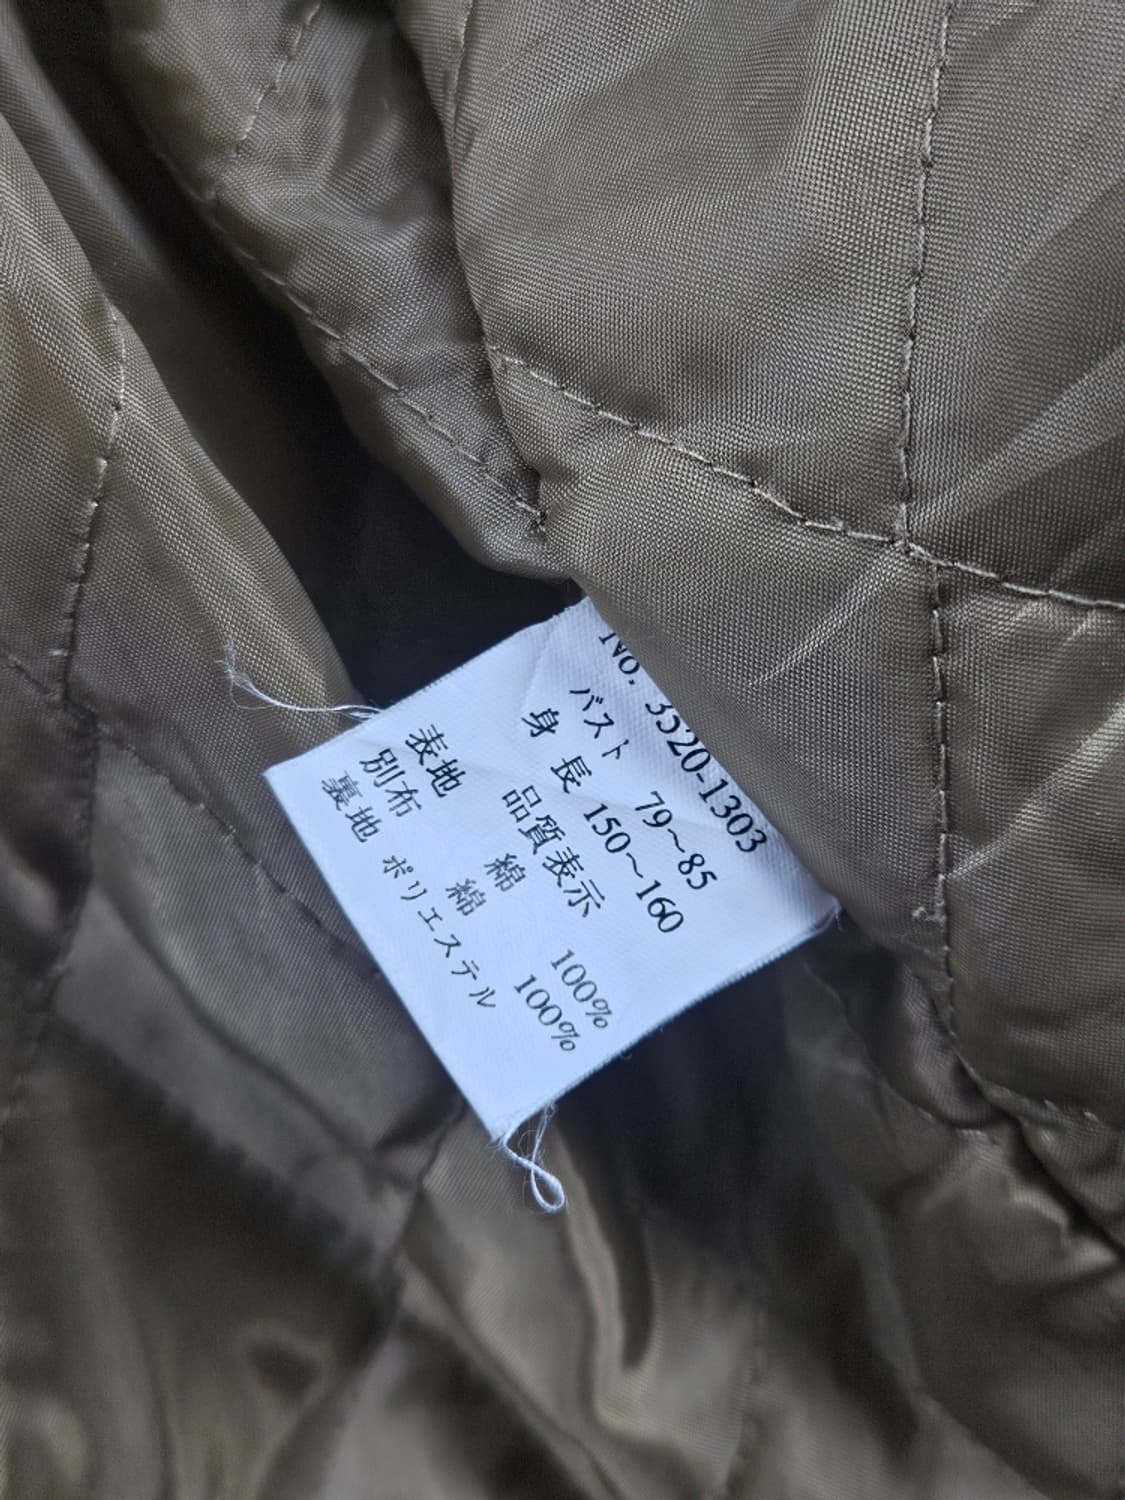 No. 3520-1303
バスト 79～85
身長 150～160
品質表示
表地 綿 100%
別布 綿 100%
裏地 ポリエステル